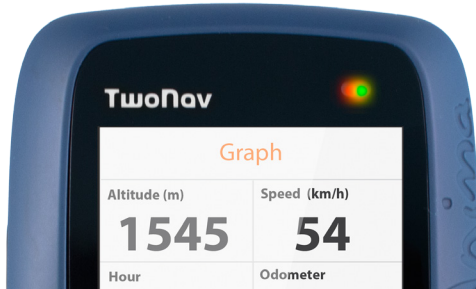 TwoNav
Graph
Altitude (m)
Speed (km/h)
1545
54
Hour
Odometer